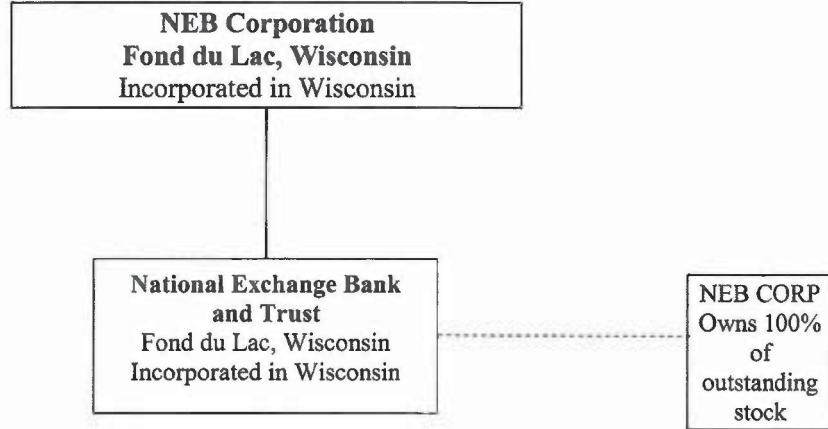 NEB Corporation
Fond du Lac, Wisconsin
Incorporated in Wisconsin
National Exchange Bank
and Trust
Fond du Lac, Wisconsin
Incorporated in Wisconsin
NEB CORP
Owns 100%
of
outstanding
stock